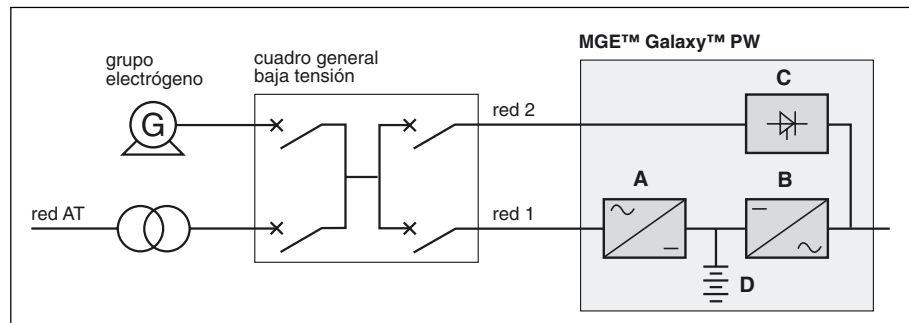 MGE™ Galaxy™ PW
grupo
electrógeno
cuadro general
baja tensión
C
G
red 2
A
B
red AT
red 1
D